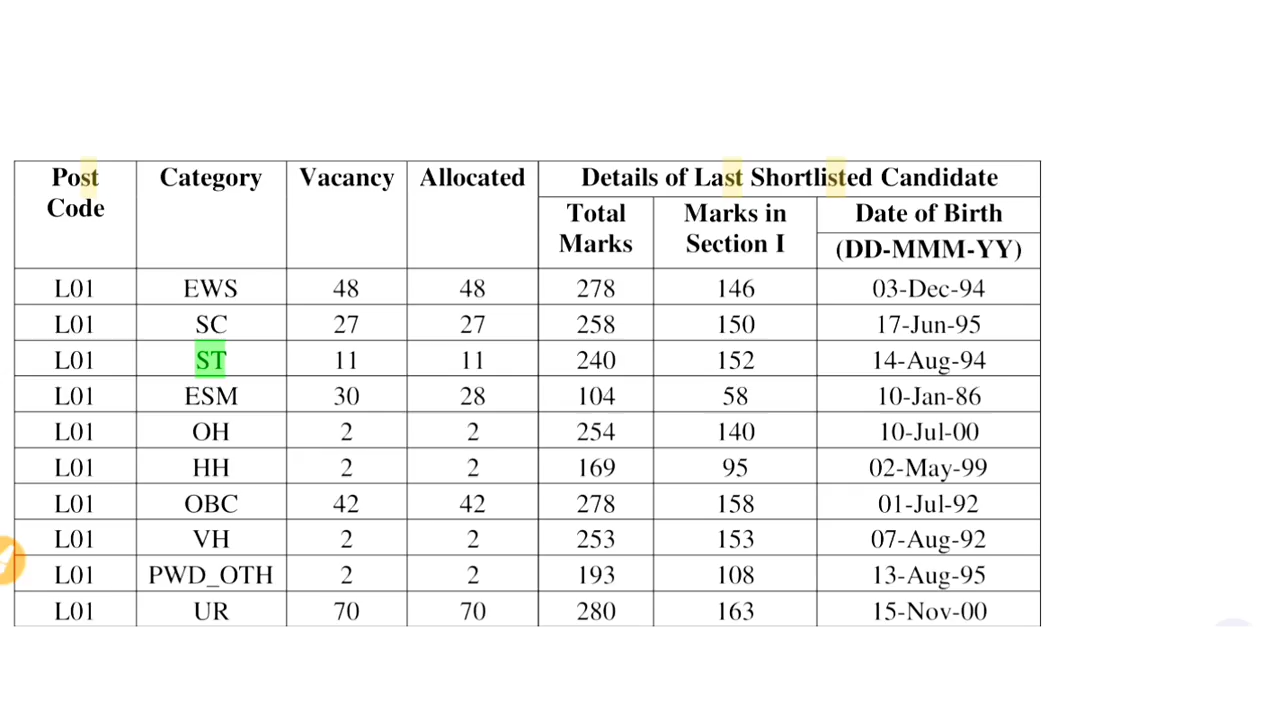 Post Code Category Vacancy Allocated Details of Last Shortlisted Candidate
Total Marks Marks in Section I Date of Birth
(DD-MMM-YY)
L01 EWS 48 48 278 146 03-Dec-94
L01 SC 27 27 258 150 17-Jun-95
L01 ST 11 11 240 152 14-Aug-94
L01 ESM 30 28 104 58 10-Jan-86
L01 OH 2 2 254 140 10-Jul-00
L01 HH 2 2 169 95 02-May-99
L01 OBC 42 42 278 158 01-Jul-92
L01 VH 2 2 253 153 07-Aug-92
L01 PWD_OTH 2 2 193 108 13-Aug-95
L01 UR 70 70 280 163 15-Nov-00